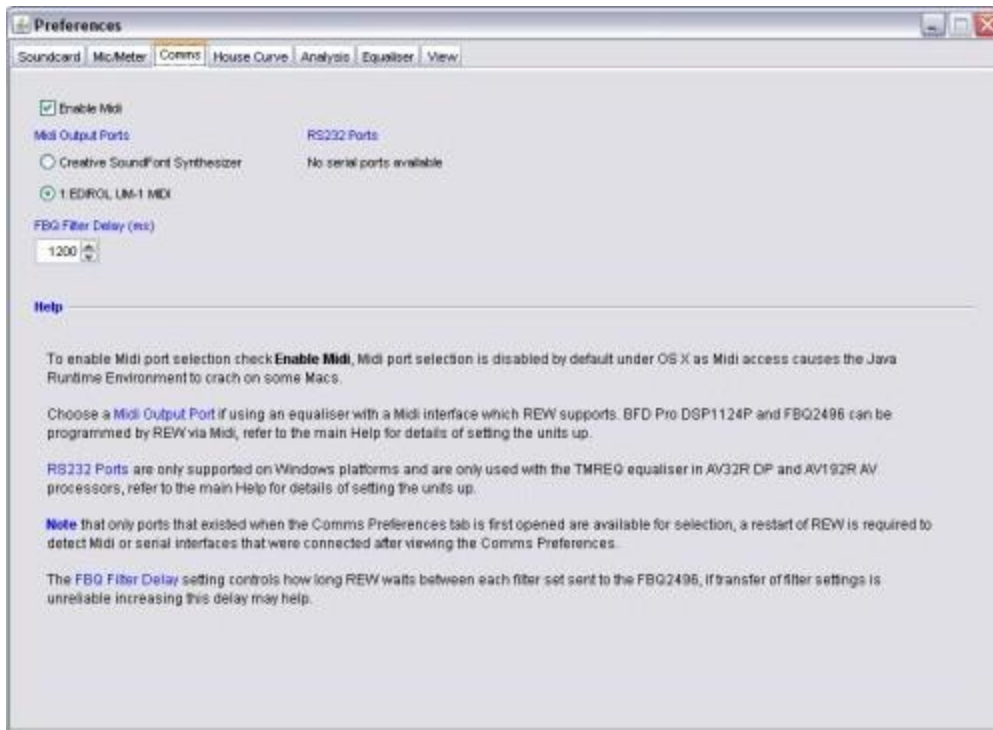 Preferences
Soundcard Mic/Meter Comms House Curve Analysis Equaliser View
Enable Midi
Midi Output Ports RS232 Ports
Creative SoundFont Synthesizer No serial ports available
1:EDIROL UM-1 MIDI
FBQ Filter Delay (ms)
1200
Help
To enable Midi port selection check Enable Midi, Midi port selection is disabled by default under OS X as Midi access causes the Java
Runtime Environment to crach on some Macs.
Choose a Midi Output Port if using an equaliser with a Midi interface which REW supports. BFD Pro DSP1124P and FBQ2496 can be
programmed by REW via Midi, refer to the main Help for details of setting the units up.
RS232 Ports are only supported on Windows platforms and are only used with the TMREQ equaliser in AV32R DP and AV192R AV
processors, refer to the main Help for details of setting the units up.
Note that only ports that existed when the Comms Preferences tab is first opened are available for selection, a restart of REW is required to
detect Midi or serial interfaces that were connected after viewing the Comms Preferences.
The FBQ Filter Delay setting controls how long REW waits between each filter set sent to the FBQ2496, if transfer of filter settings is
unreliable increasing this delay may help.